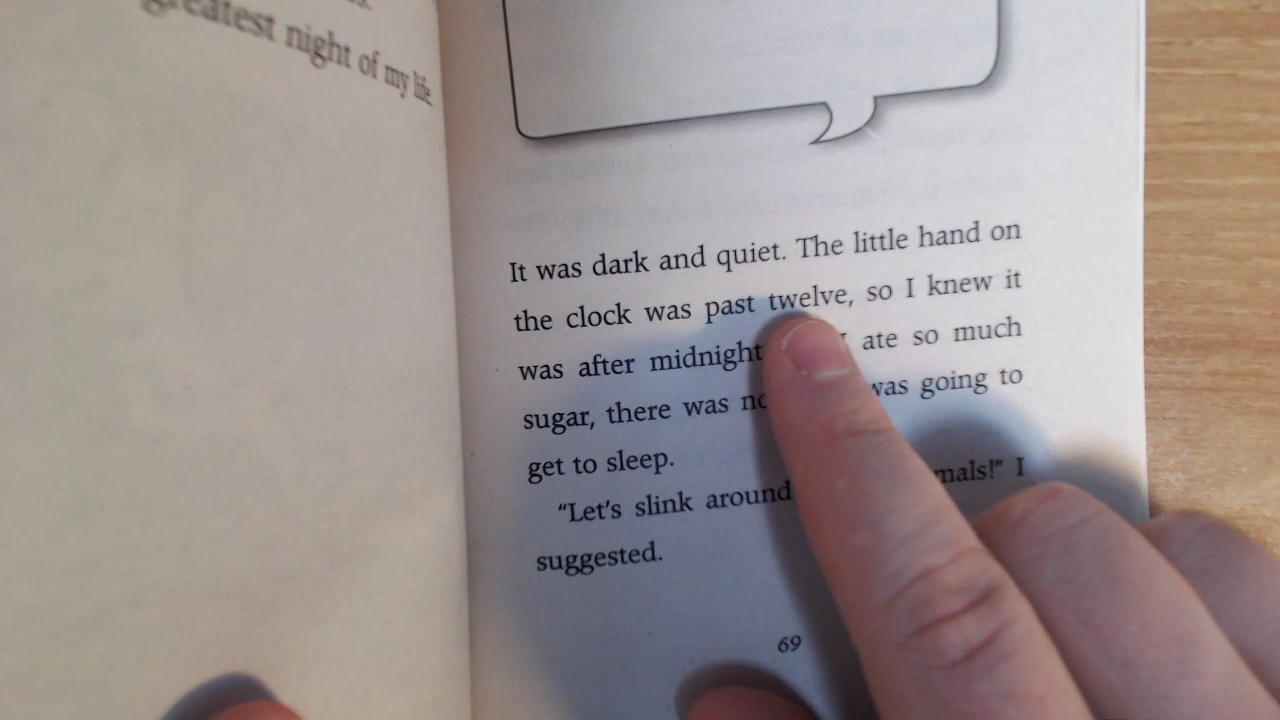 greatest night of my life.
It was dark and quiet. The little hand on
the clock was past twelve, so I knew it
was after midnight I ate so much
sugar, there was was going to
get to sleep.
"Let's slink around I
suggested.
69